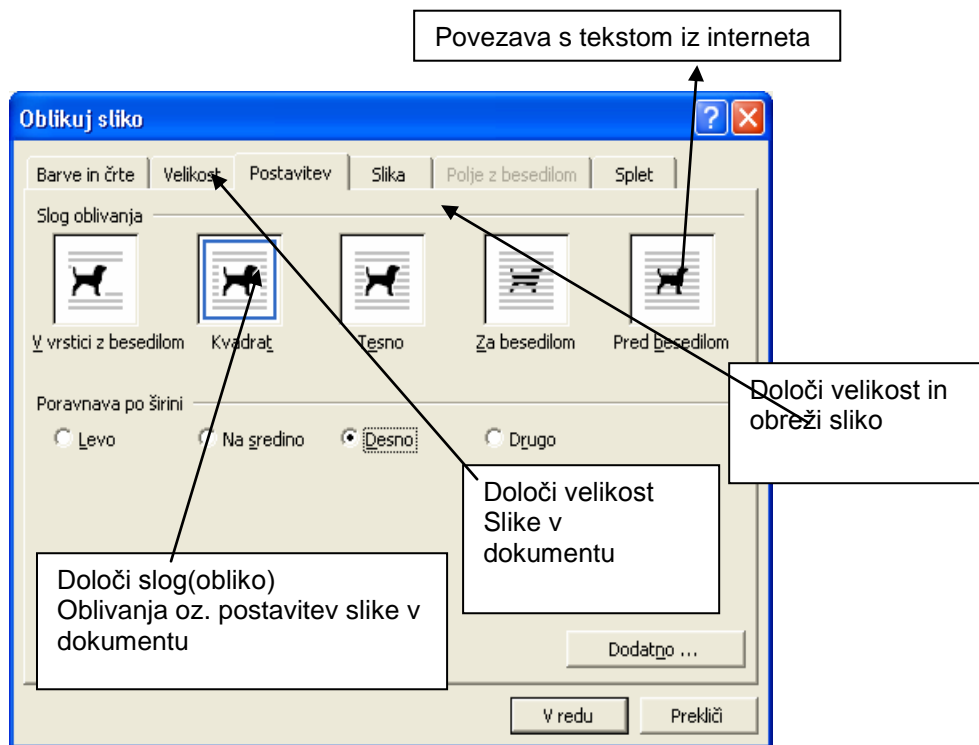 Povezava s tekstom iz interneta
Oblikuj sliko
Barve in črte Velikost Postavitev Slika Polje z besedilom Splet
Slog oblivanja
V vrstici z besedilom Kvadrat Tesno Za besedilom Pred besedilom
Določi velikost in
obreži sliko
Poravnava po širini
Levo Na sredino Desno Drugo
Določi velikost
Slike v
dokumentu
Določi slog(obliko)
Oblivanja oz. postavitev slike v
dokumentu
Dodatno ...
V redu Prekliči